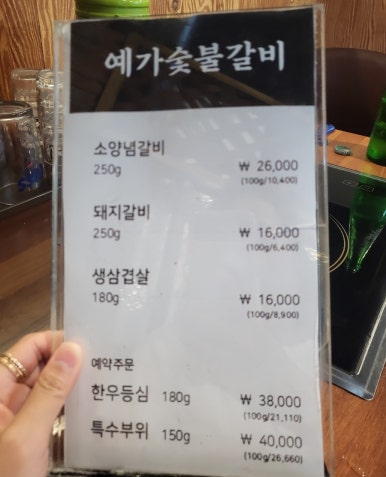 예가숯불갈비
소양념갈비
250g ₩ 26,000
(100g/10,400)
돼지갈비
250g ₩ 16,000
(100g/6,400)
생삼겹살
180g ₩ 16,000
(100g/8,900)
예약주문
한우등심 180g ₩ 38,000
(100g/21,110)
특수부위 150g ₩ 40,000
(100g/26,660)